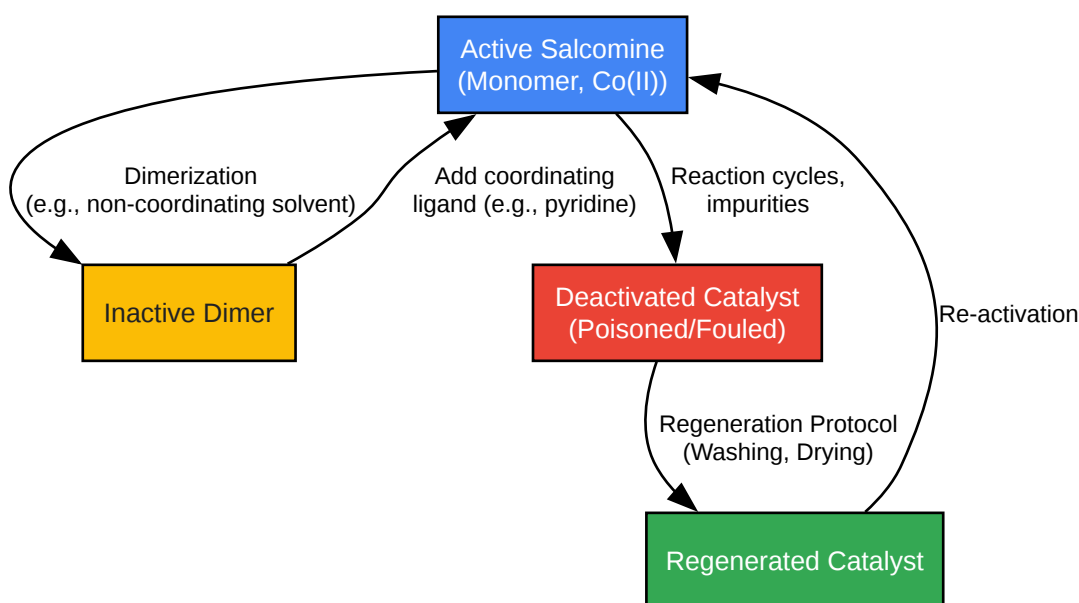 Active Salcomine
(Monomer, Co(II))
Dimerization
(e.g., non-coordinating solvent)
Add coordinating
ligand (e.g., pyridine)
Reaction cycles,
impurities
Inactive Dimer
Deactivated Catalyst
(Poisoned/Fouled)
Re-activation
Regeneration Protocol
(Washing, Drying)
Regenerated Catalyst